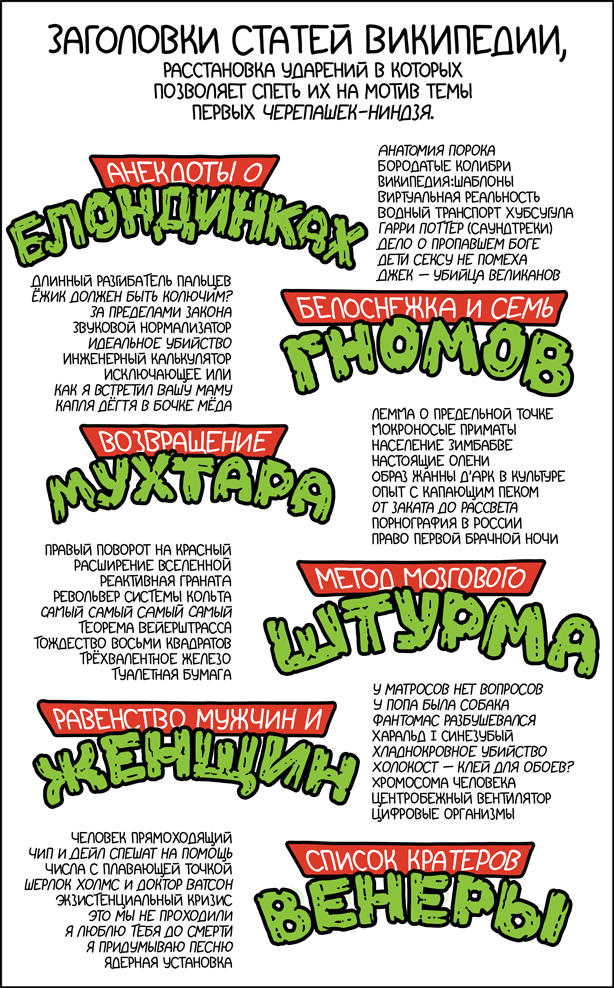 ЗАГОЛОВКИ СТАТЕЙ ВИКИПЕДИИ,
РАССТАНОВКА УДАРЕНИЙ В КОТОРЫХ
ПОЗВОЛЯЕТ СПЕТЬ ИХ НА МОТИВ ТЕМЫ
ПЕРВЫХ ЧЕРЕПАШЕК-НИНДЗЯ.
АНЕКДОТЫ О
БЛОНДИНКАХ
АНАТОМИЯ ПОРОКА
БОРОДАТЫЕ КОЛИБРИ
ВИКИПЕДИЯ:ШАБЛОНЫ
ВИРТУАЛЬНАЯ РЕАЛЬНОСТЬ
ВОДНЫЙ ТРАНСПОРТ ХУБСУГУЛА
ГАРРИ ПОТТЕР (САУНДТРЕКИ)
ДЕЛО О ПРОПАВШЕМ БОГЕ
ДЕТИ СЕКСУ НЕ ПОМЕХА
ДЖЕК — УБИЙЦА ВЕЛИКАНОВ
ДЛИННЫЙ РАЗГИБАТЕЛЬ ПАЛЬЦЕВ
ЁЖИК ДОЛЖЕН БЫТЬ КОЛЮЧИМ?
ЗА ПРЕДЕЛАМИ ЗАКОНА
ЗВУКОВОЙ НОРМАЛИЗАТОР
ИДЕАЛЬНОЕ УБИЙСТВО
ИНЖЕНЕРНЫЙ КАЛЬКУЛЯТОР
ИСКЛЮЧАЮЩЕЕ ИЛИ
КАК Я ВСТРЕТИЛ ВАШУ МАМУ
КАПЛЯ ДЁГТЯ В БОЧКЕ МЁДА
БЕЛОСНЕЖКА И СЕМЬ
ГНОМОВ
ВОЗВРАЩЕНИЕ
МУХТАРА
ЛЕММА О ПРЕДЕЛЬНОЙ ТОЧКЕ
МОКРОНОСЫЕ ПРИМАТЫ
НАСЕЛЕНИЕ ЗИМБАБВЕ
НАСТОЯЩИЕ ОЛЕНИ
ОБРАЗ ЖАННЫ Д'АРК В КУЛЬТУРЕ
ОПЫТ С КАПАЮЩИМ ПЕКОМ
ОТ ЗАКАТА ДО РАССВЕТА
ПОРНОГРАФИЯ В РОССИИ
ПРАВО ПЕРВОЙ БРАЧНОЙ НОЧИ
ПРАВЫЙ ПОВОРОТ НА КРАСНЫЙ
РАСШИРЕНИЕ ВСЕЛЕННОЙ
РЕАКТИВНАЯ ГРАНАТА
РЕВОЛЬВЕР СИСТЕМЫ КОЛЬТА
САМЫЙ САМЫЙ САМЫЙ САМЫЙ
ТЕОРЕМА ВЕЙЕРШТРАССА
ТОЖДЕСТВО ВОСЬМИ КВАДРАТОВ
ТРЁХВАЛЕНТНОЕ ЖЕЛЕЗО
ТУАЛЕТНАЯ БУМАГА
МЕТОД МОЗГОВОГО
ШТУРМА
РАВЕНСТВО МУЖЧИН И
ЖЕНЩИН
У МАТРОСОВ НЕТ ВОПРОСОВ
У ПОПА БЫЛА СОБАКА
ФАНТОМАС РАЗБУШЕВАЛСЯ
ХАРАЛЬД I СИНЕЗУБЫЙ
ХЛАДНОКРОВНОЕ УБИЙСТВО
ХОЛОКОСТ — КЛЕЙ ДЛЯ ОБОЕВ?
ХРОМОСОМА ЧЕЛОВЕКА
ЦЕНТРОБЕЖНЫЙ ВЕНТИЛЯТОР
ЦИФРОВЫЕ ОРГАНИЗМЫ
ЧЕЛОВЕК ПРЯМОХОДЯЩИЙ
ЧИП И ДЕЙЛ СПЕШАТ НА ПОМОЩЬ
ЧИСЛА С ПЛАВАЮЩЕЙ ТОЧКОЙ
ШЕРЛОК ХОЛМС И ДОКТОР ВАТСОН
ЭКЗИСТЕНЦИАЛЬНЫЙ КРИЗИС
ЭТО МЫ НЕ ПРОХОДИЛИ
Я ЛЮБЛЮ ТЕБЯ ДО СМЕРТИ
Я ПРИДУМЫВАЮ ПЕСНЮ
ЯДЕРНАЯ УСТАНОВКА
СПИСОК КРАТЕРОВ
ВЕНЕРЫ